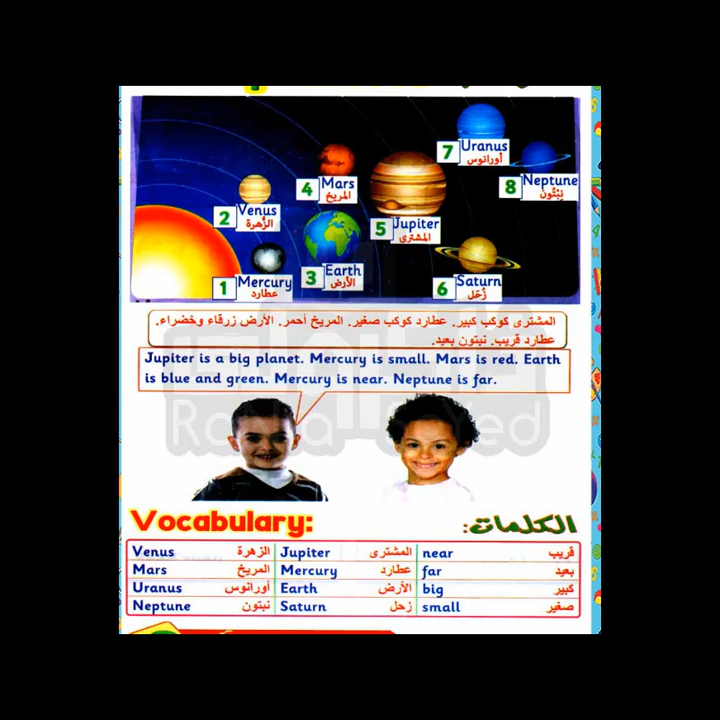 7 Uranus
أورانوس
8 Neptune
نِبْتُون
4 Mars
المريخ
2 Venus
الزُهرة
5 Jupiter
المشترى
3 Earth
الأرض
1 Mercury
عطارد
6 Saturn
زُحَل
المشترى كوكب كبير. عطارد كوكب صغير. المريخ أحمر. الأرض زرقاء وخضراء.
عطارد قريب. نبتون بعيد.
Jupiter is a big planet. Mercury is small. Mars is red. Earth
is blue and green. Mercury is near. Neptune is far.
Vocabulary:
الكلمات:
Venus الزهرة Jupiter المشترى near قريب
Mars المريخ Mercury عطارد far بعيد
Uranus أورانوس Earth الأرض big كبير
Neptune نبتون Saturn زحل small صغير